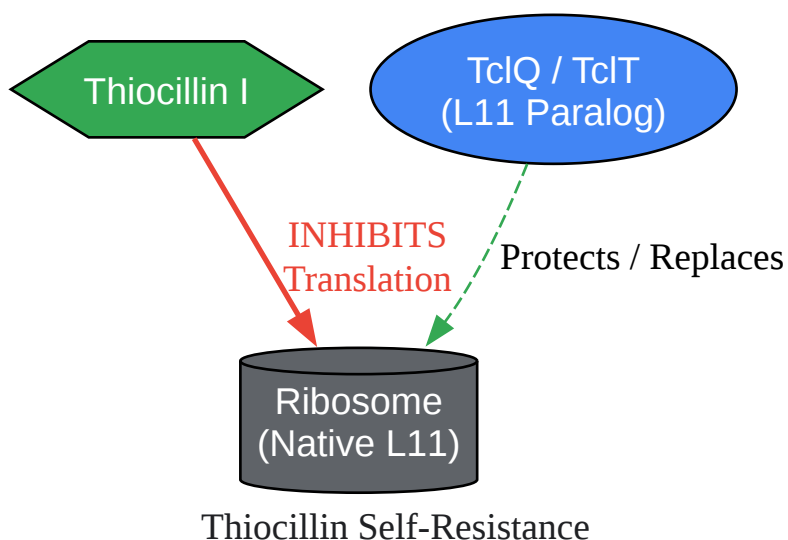 Thiocillin I
TclQ / TclT
(L11 Paralog)
INHIBITS
Translation
Protects / Replaces
Ribosome
(Native L11)
Thiocillin Self-Resistance